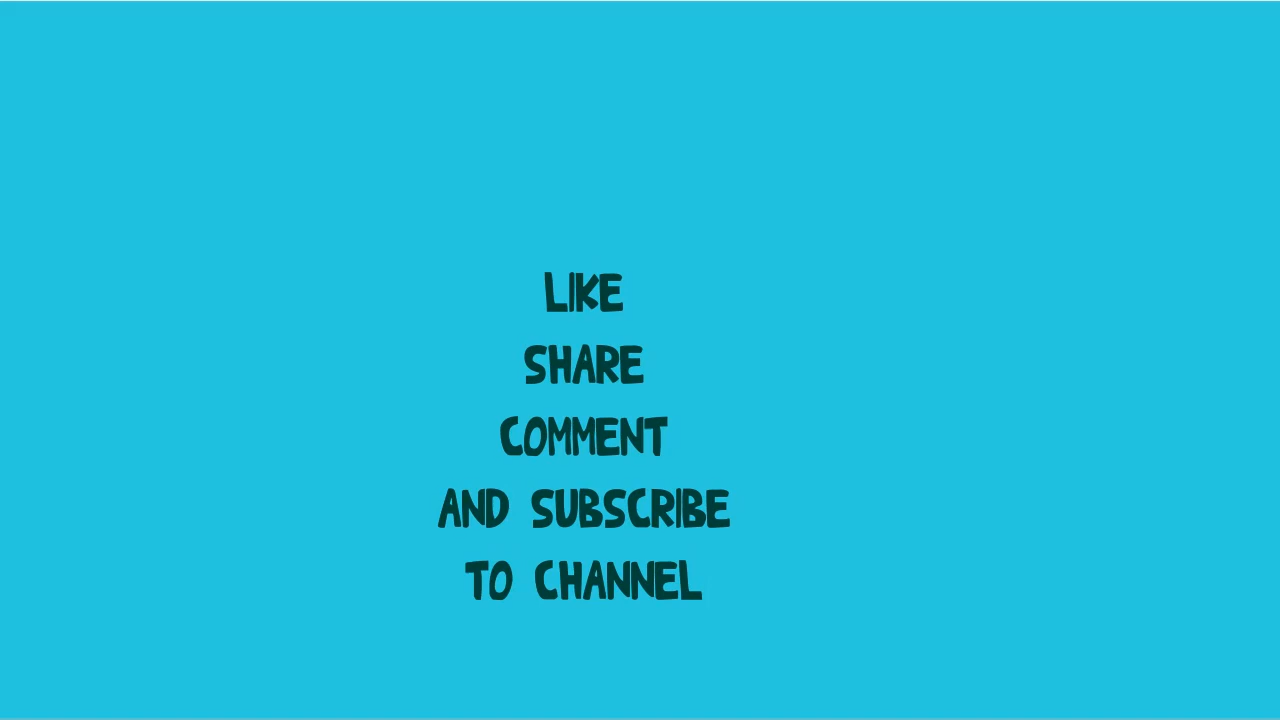 LIKE
SHARE
COMMENT
AND SUBSCRIBE
TO CHANNEL